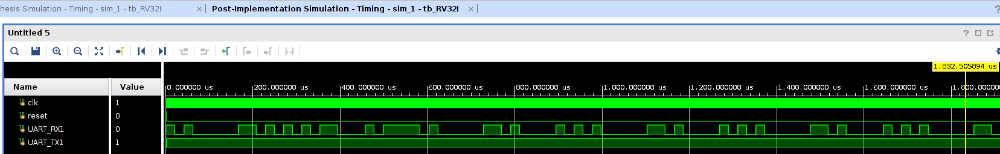 hesis Simulation - Timing - sim_1 - tb_RV32I × Post-Implementation Simulation - Timing - sim_1 - tb_RV32I × ?
Untitled 5 ?
1,832.505894 us
Name Value 0.000000 us 200.000000 us 400.000000 us 600.000000 us 800.000000 us 1,000.000000 us 1,200.000000 us 1,400.000000 us 1,600.000000 us 1,800.00000
clk 1
reset 0
UART_RX1 0
UART_TX1 1